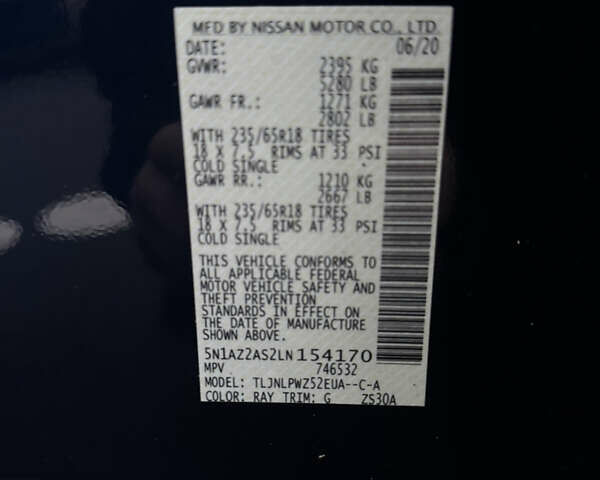 MFD BY NISSAN MOTOR CO., LTD.
DATE: 06/20
GVWR: 2395 KG
5280 LB
GAWR FR.: 1271 KG
2802 LB
WITH 235/65R18 TIRES
18 X 7.5 RIMS AT 33 PSI
COLD SINGLE
GAWR RR.: 1210 KG
2667 LB
WITH 235/65R18 TIRES
18 X 7.5 RIMS AT 33 PSI
COLD SINGLE
THIS VEHICLE CONFORMS TO
ALL APPLICABLE FEDERAL
MOTOR VEHICLE SAFETY AND
THEFT PREVENTION
STANDARDS IN EFFECT ON
THE DATE OF MANUFACTURE
SHOWN ABOVE.
5N1AZ2AS2LN154170
MPV 746532
MODEL: TLJNLPWZ52EUA--C-A
COLOR: RAY TRIM: G ZS30A